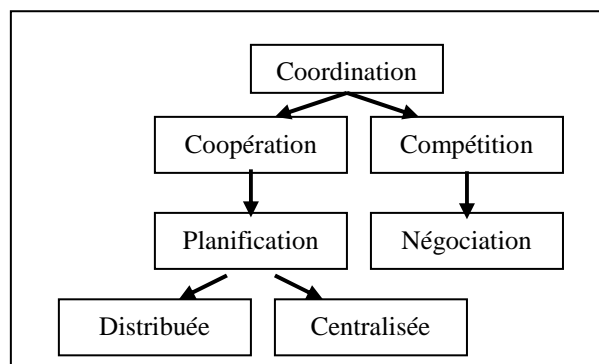 Coordination
Coopération
Compétition
Planification
Négociation
Distribuée
Centralisée